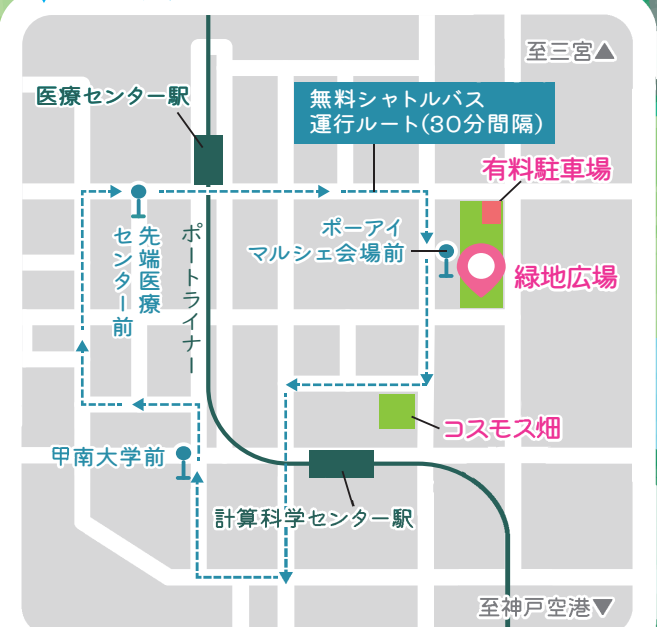 至三宮▲
医療センター駅
無料シャトルバス
運行ルート(30分間隔)
有料駐車場
ポーアイ
マルシェ会場前
先端医療
センター前
ポートライナー
緑地広場
コスモス畑
甲南大学前
計算科学センター駅
至神戸空港▼